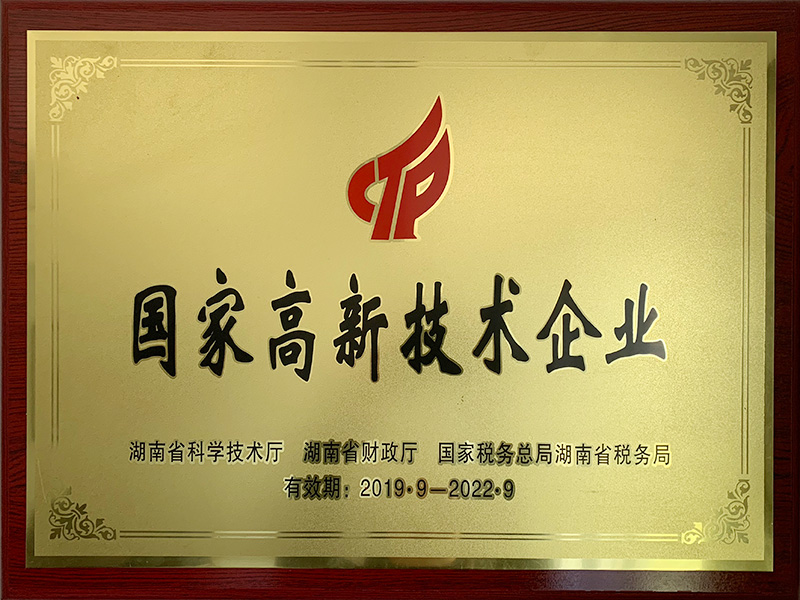 CTP
国家高新技术企业
湖南省科学技术厅 湖南省财政厅 国家税务总局湖南省税务局
有效期：2019·9－2022·9